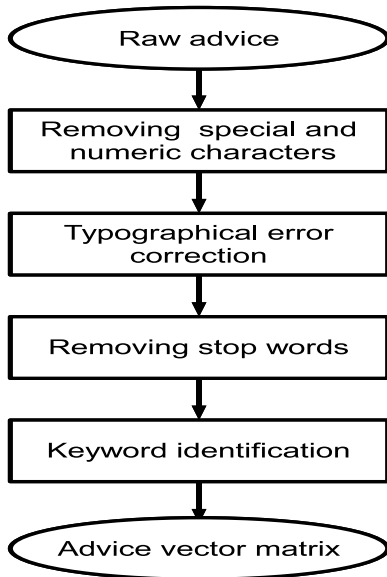 Raw advice
Removing special and
numeric characters
Typographical error
correction
Removing stop words
Keyword identification
Advice vector matrix